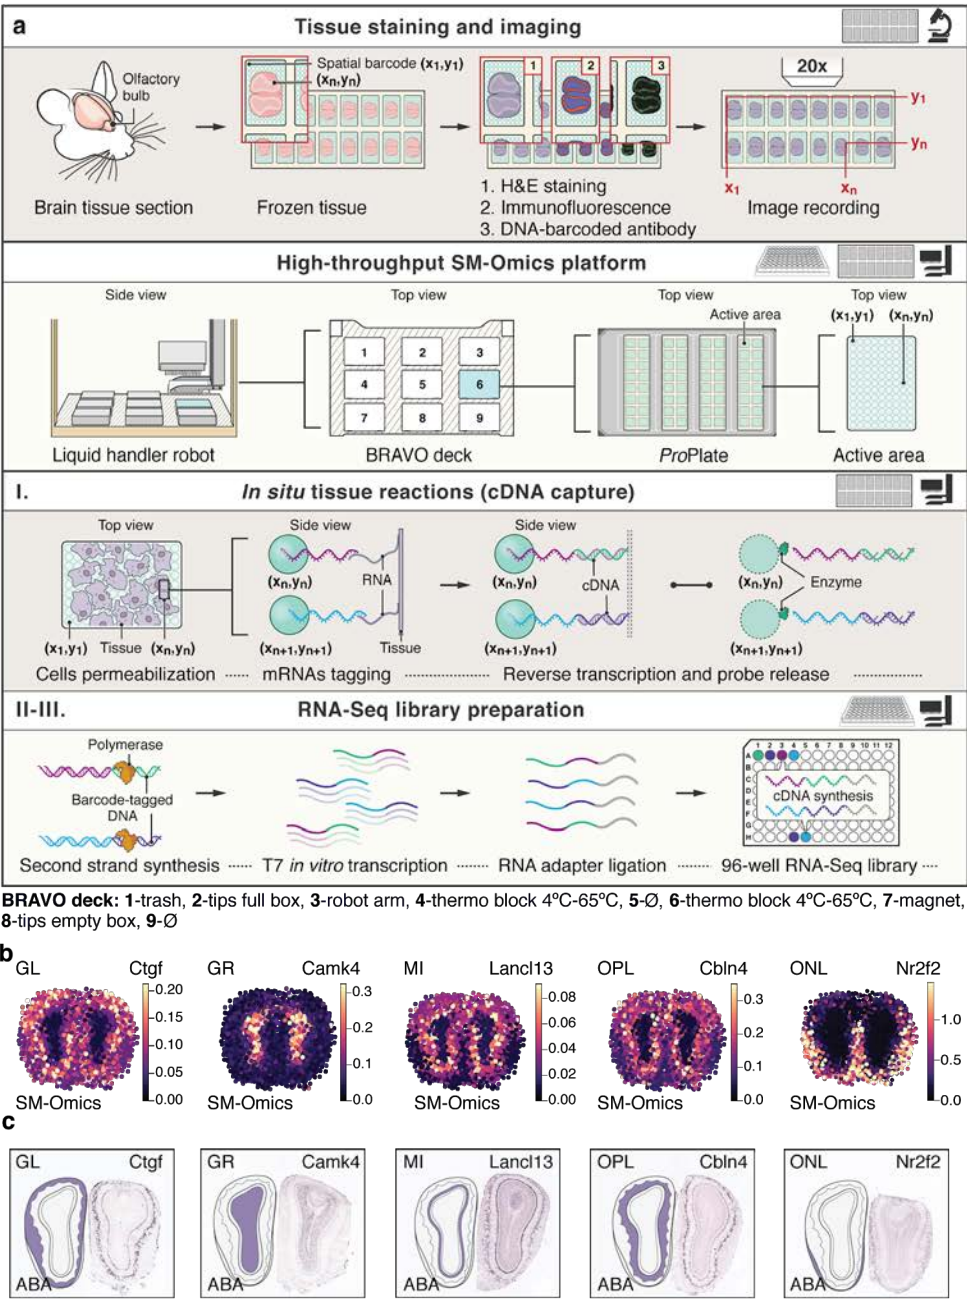 a
Tissue staining and imaging
Olfactory
bulb
Spatial barcode (x1,y1)
(xn,yn)
1
2
3
20x
y1
yn
x1
xn
Brain tissue section
Frozen tissue
1. H&E staining
2. Immunofluorescence
3. DNA-barcoded antibody
Image recording
High-throughput SM-Omics platform
Side view
Top view
Top view
Top view
Active area
(x1,y1)
(xn,yn)
1 2 3
4 5 6
7 8 9
Liquid handler robot
BRAVO deck
ProPlate
Active area
I.
In situ tissue reactions (cDNA capture)
Top view
Side view
Side view
(xn,yn)
RNA
(xn,yn)
cDNA
(xn,yn)
Enzyme
(x1,y1)
Tissue
(xn,yn)
(xn+1,yn+1)
Tissue
(xn+1,yn+1)
(xn+1,yn+1)
Cells permeabilization
mRNAs tagging
Reverse transcription and probe release
II-III.
RNA-Seq library preparation
Polymerase
Barcode-tagged
DNA
1 2 3 4 5 6 7 8 9 10 11 12
A
B
C
D
E
F
G
H
cDNA synthesis
Second strand synthesis
T7 in vitro transcription
RNA adapter ligation
96-well RNA-Seq library
BRAVO deck: 1-trash, 2-tips full box, 3-robot arm, 4-thermo block 4ºC-65ºC, 5-Ø, 6-thermo block 4ºC-65ºC, 7-magnet,
8-tips empty box, 9-Ø
b
GL Ctgf
0.20
0.15
0.10
0.05
0.00
SM-Omics
GR Camk4
0.3
0.2
0.1
0.0
SM-Omics
MI Lancl13
0.08
0.06
0.04
0.02
0.00
SM-Omics
OPL Cbln4
0.3
0.2
0.1
0.0
SM-Omics
ONL Nr2f2
1.0
0.5
0.0
SM-Omics
c
GL Ctgf
ABA
GR Camk4
ABA
MI Lancl13
ABA
OPL Cbln4
ABA
ONL Nr2f2
ABA